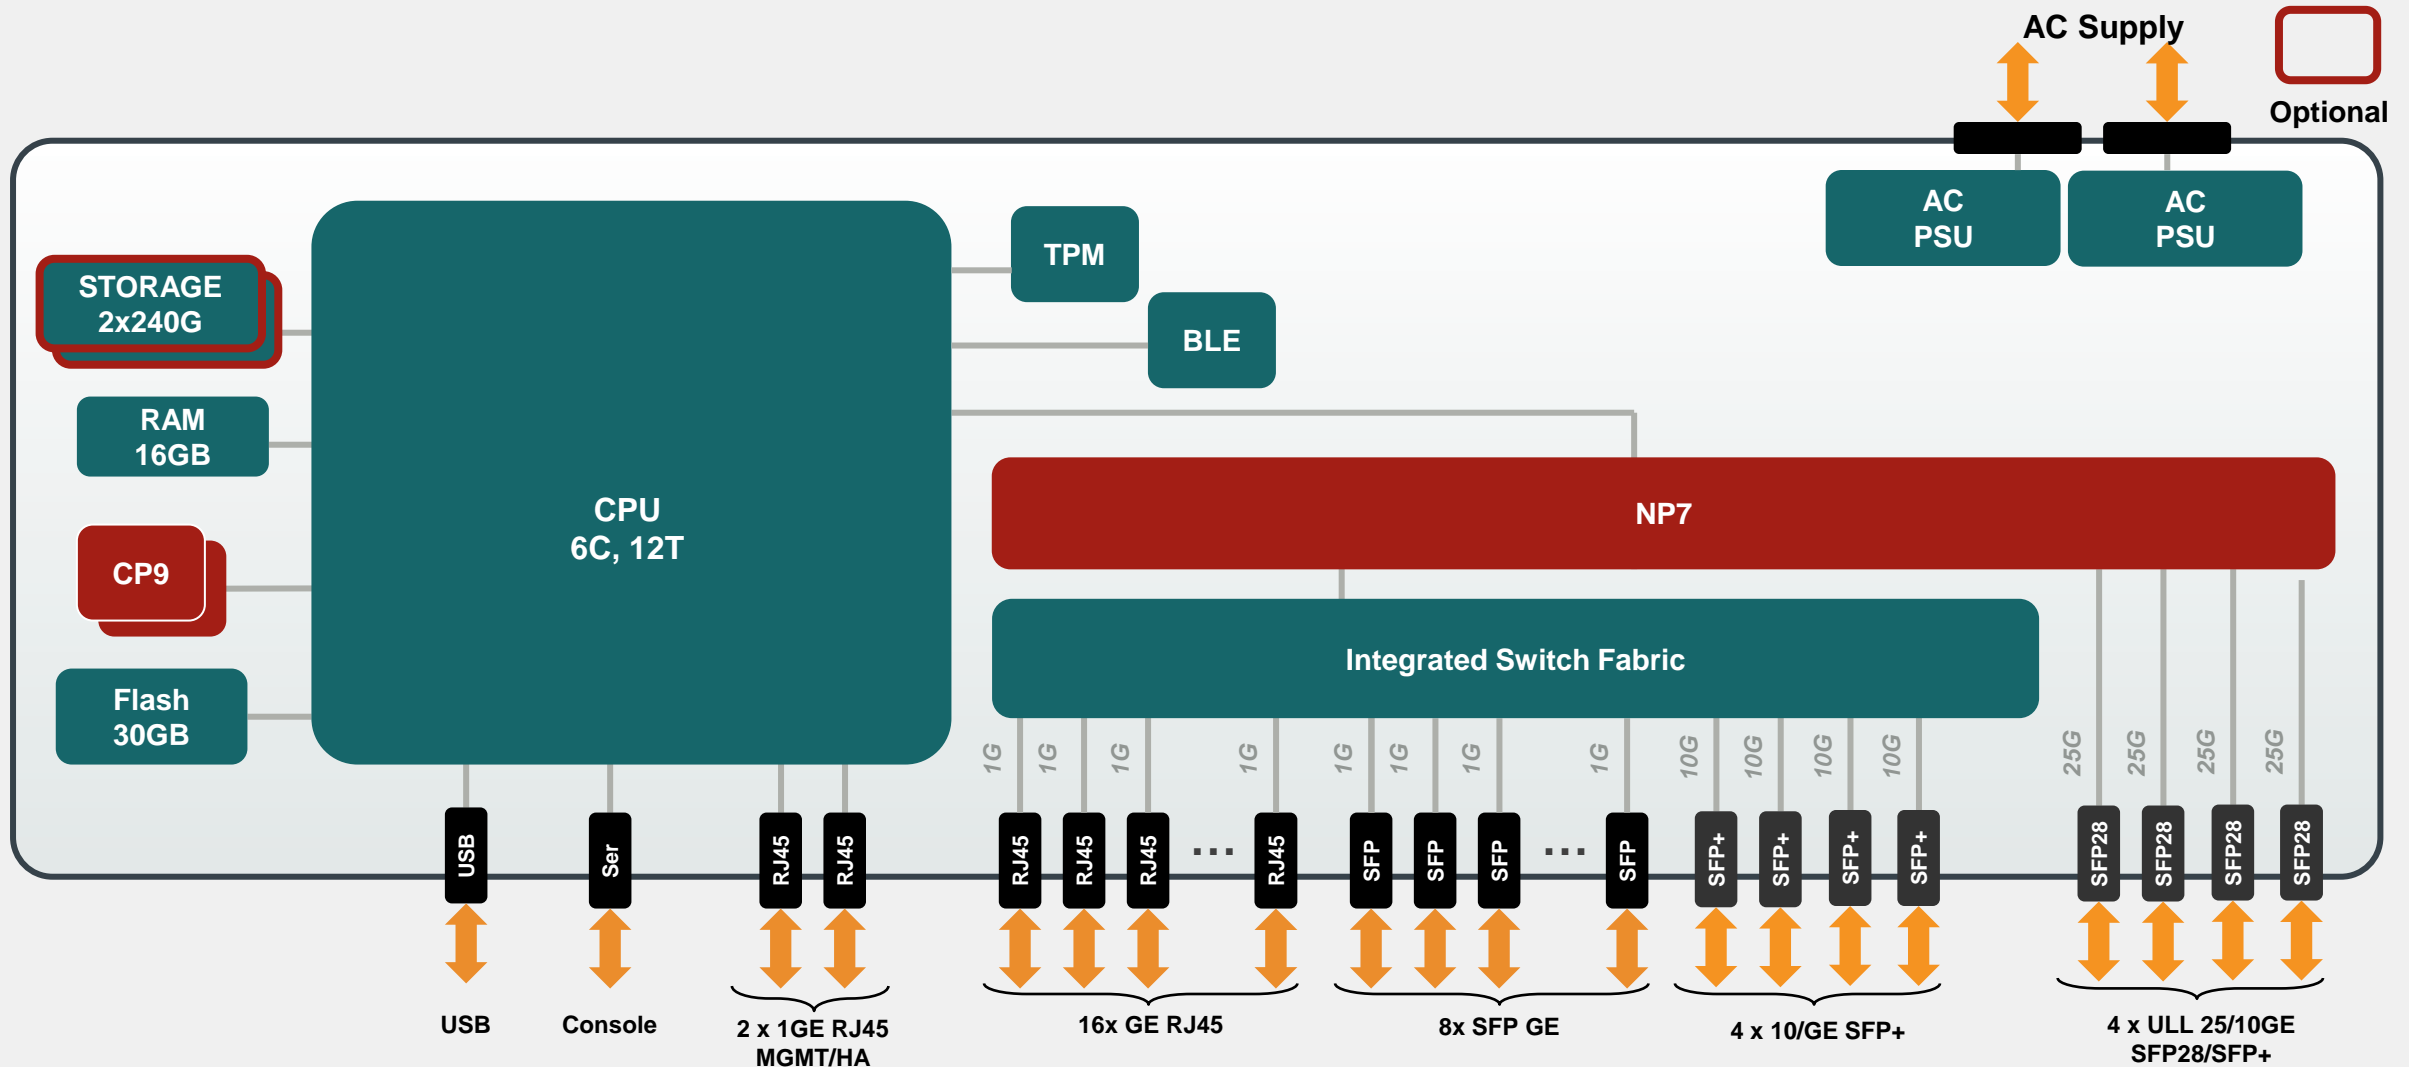 AC Supply
Optional
AC
PSU
AC
PSU
STORAGE
2x240G
TPM
BLE
RAM
16GB
CPU
6C, 12T
NP7
CP9
Integrated Switch Fabric
Flash
30GB
1G
1G
1G
1G
1G
1G
1G
1G
10G
10G
10G
10G
25G
25G
25G
25G
USB
Ser
RJ45
RJ45
RJ45
RJ45
RJ45
...
RJ45
SFP
SFP
SFP
...
SFP
SFP+
SFP+
SFP+
SFP+
SFP28
SFP28
SFP28
SFP28
USB
Console
2 x 1GE RJ45
MGMT/HA
16x GE RJ45
8x SFP GE
4 x 10/GE SFP+
4 x ULL 25/10GE
SFP28/SFP+